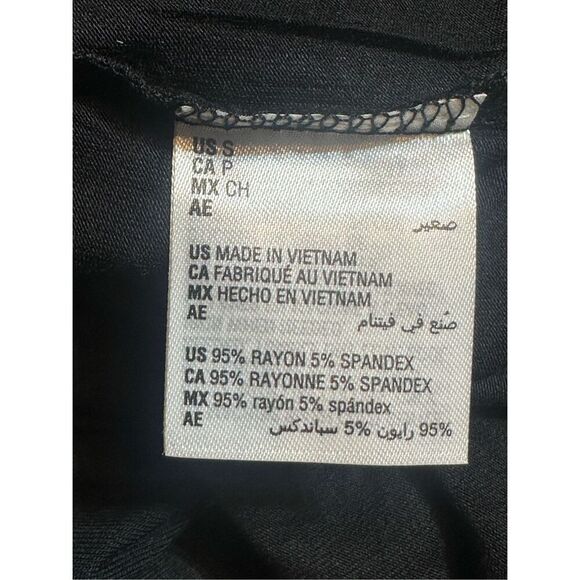 US S
CA P
MX CH
AE
صغير
US MADE IN VIETNAM
CA FABRIQUÉ AU VIETNAM
MX HECHO EN VIETNAM
AE
صُنع في فيتنام
US 95% RAYON 5% SPANDEX
CA 95% RAYONNE 5% SPANDEX
MX 95% rayón 5% spándex
AE 95% رايون 5% سباندكس